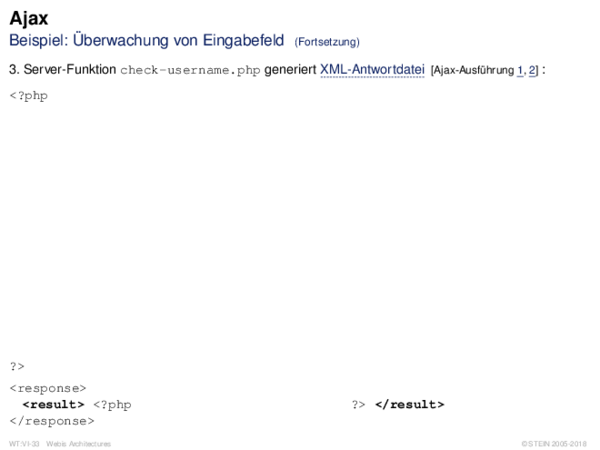 Ajax
Beispiel: Überwachung von Eingabefeld (Fortsetzung)
3. Server-Funktion check-username.php generiert XML-Antwortdatei [Ajax-Ausführung 1, 2] :
<?php
?>
<response>
<result> <?php ?> </result>
</response>
WT:VI-33 Webis Architectures © STEIN 2005-2018